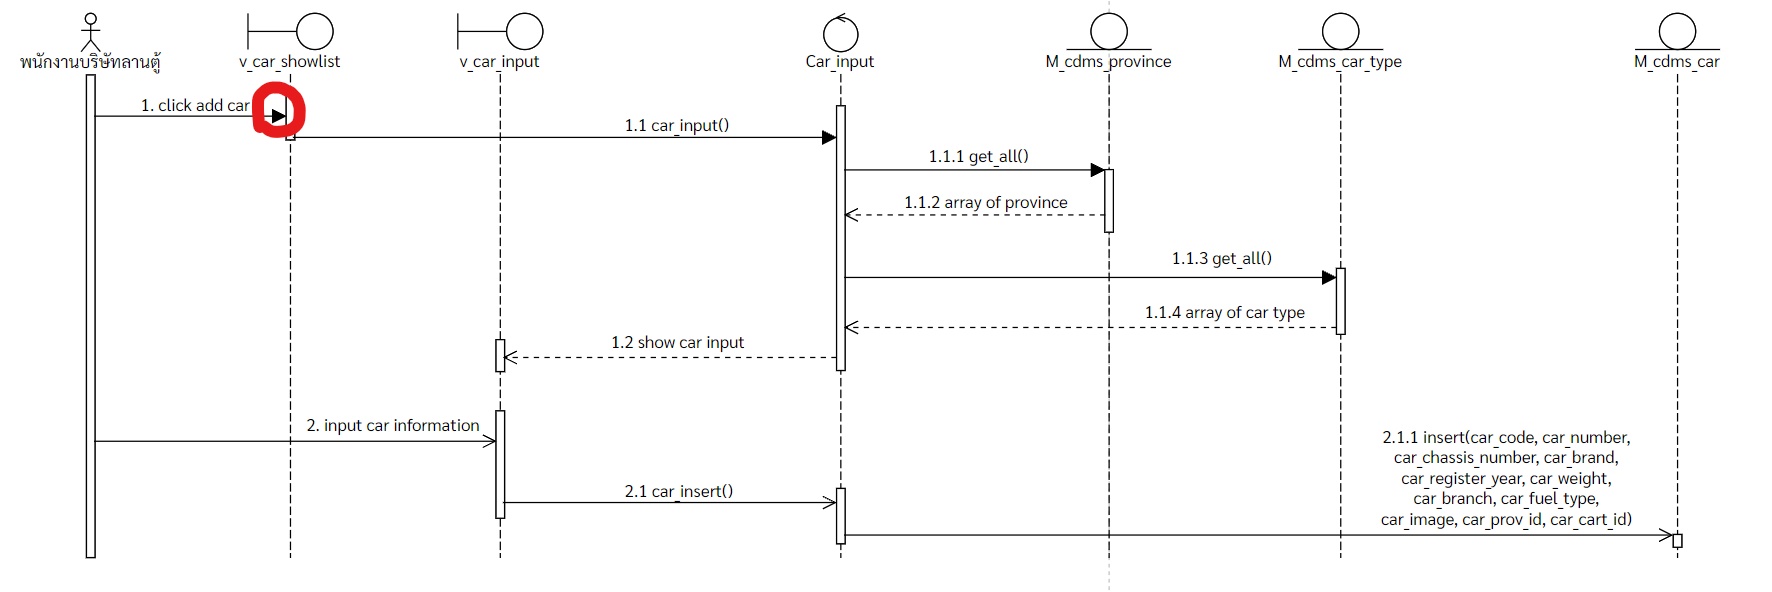 พนักงานบริษัทลานตู้
v_car_showlist
v_car_input
Car_input
M_cdms_province
M_cdms_car_type
M_cdms_car
1. click add car
1.1 car_input()
1.1.1 get_all()
1.1.2 array of province
1.1.3 get_all()
1.1.4 array of car type
1.2 show car input
2. input car information
2.1 car_insert()
2.1.1 insert(car_code, car_number,
car_chassis_number, car_brand,
car_register_year, car_weight,
car_branch, car_fuel_type,
car_image, car_prov_id, car_cart_id)